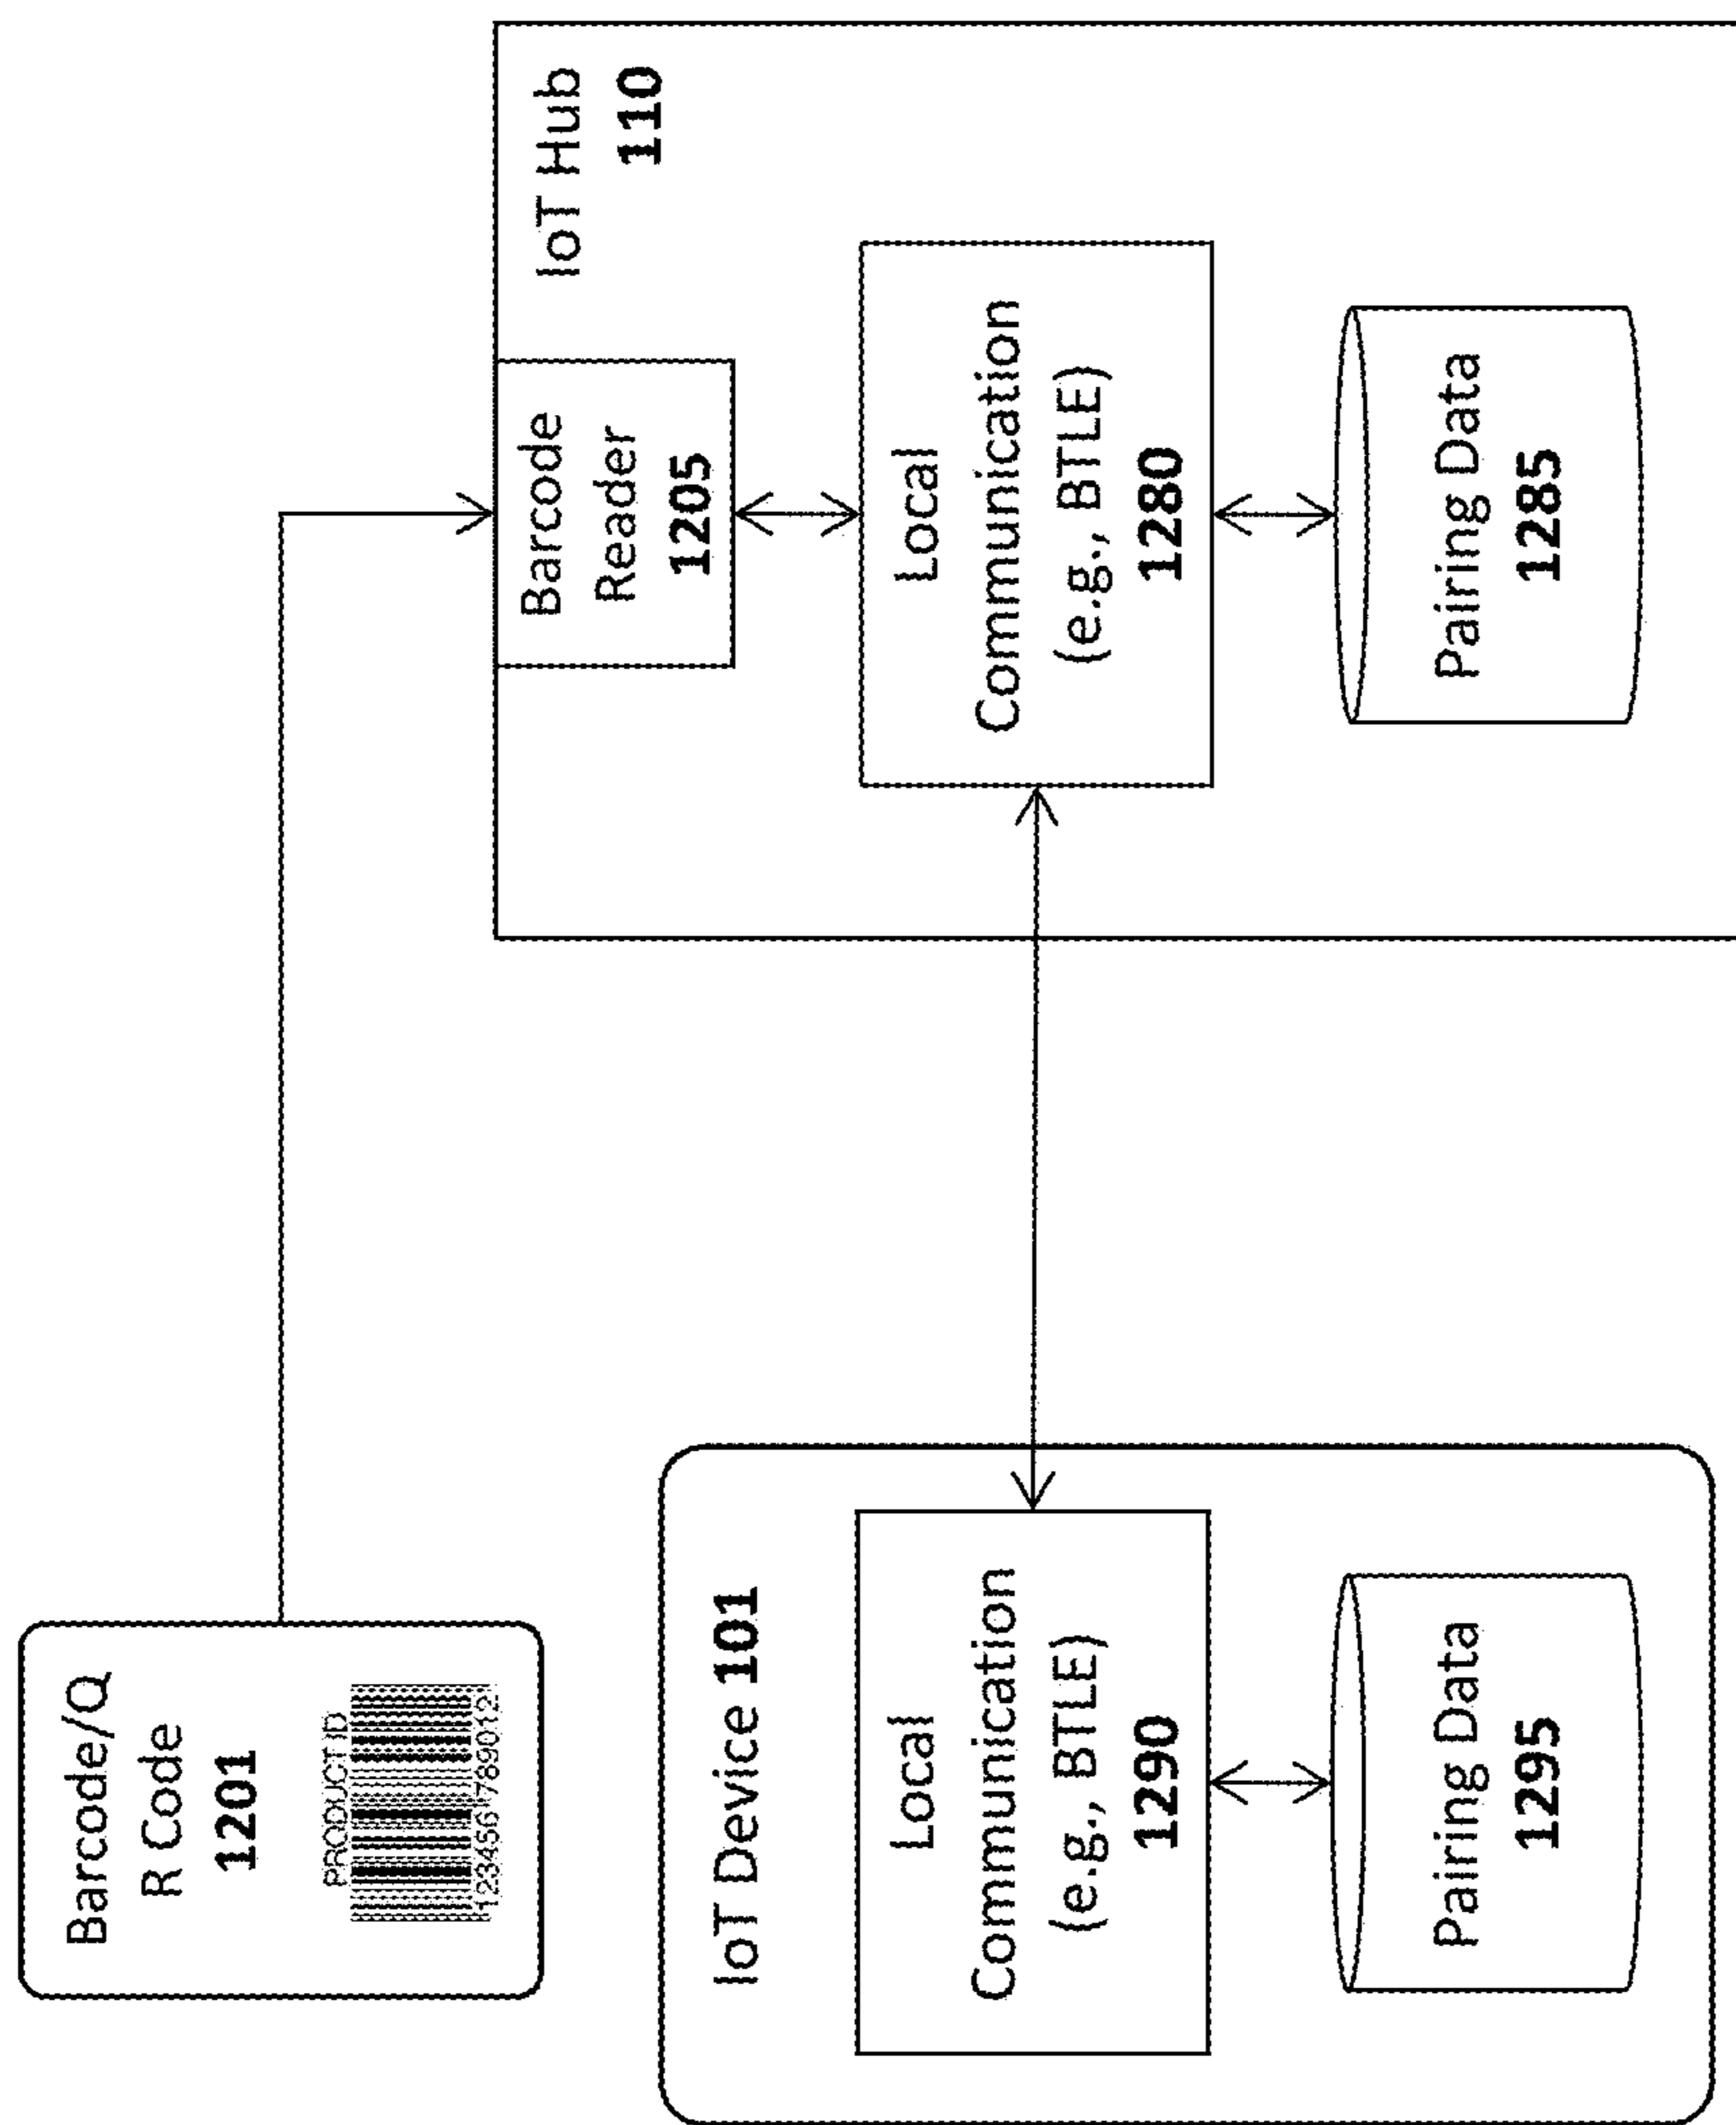 Barcode/Q
R Code
1201
PRODUCT ID
123456 789012
IoT Device 101
Local
Communication
(e.g., BTLE)
1290
Pairing Data
1295
IoT Hub
110
Barcode
Reader
1205
Local
Communication
(e.g., BTLE)
1280
Pairing Data
1285